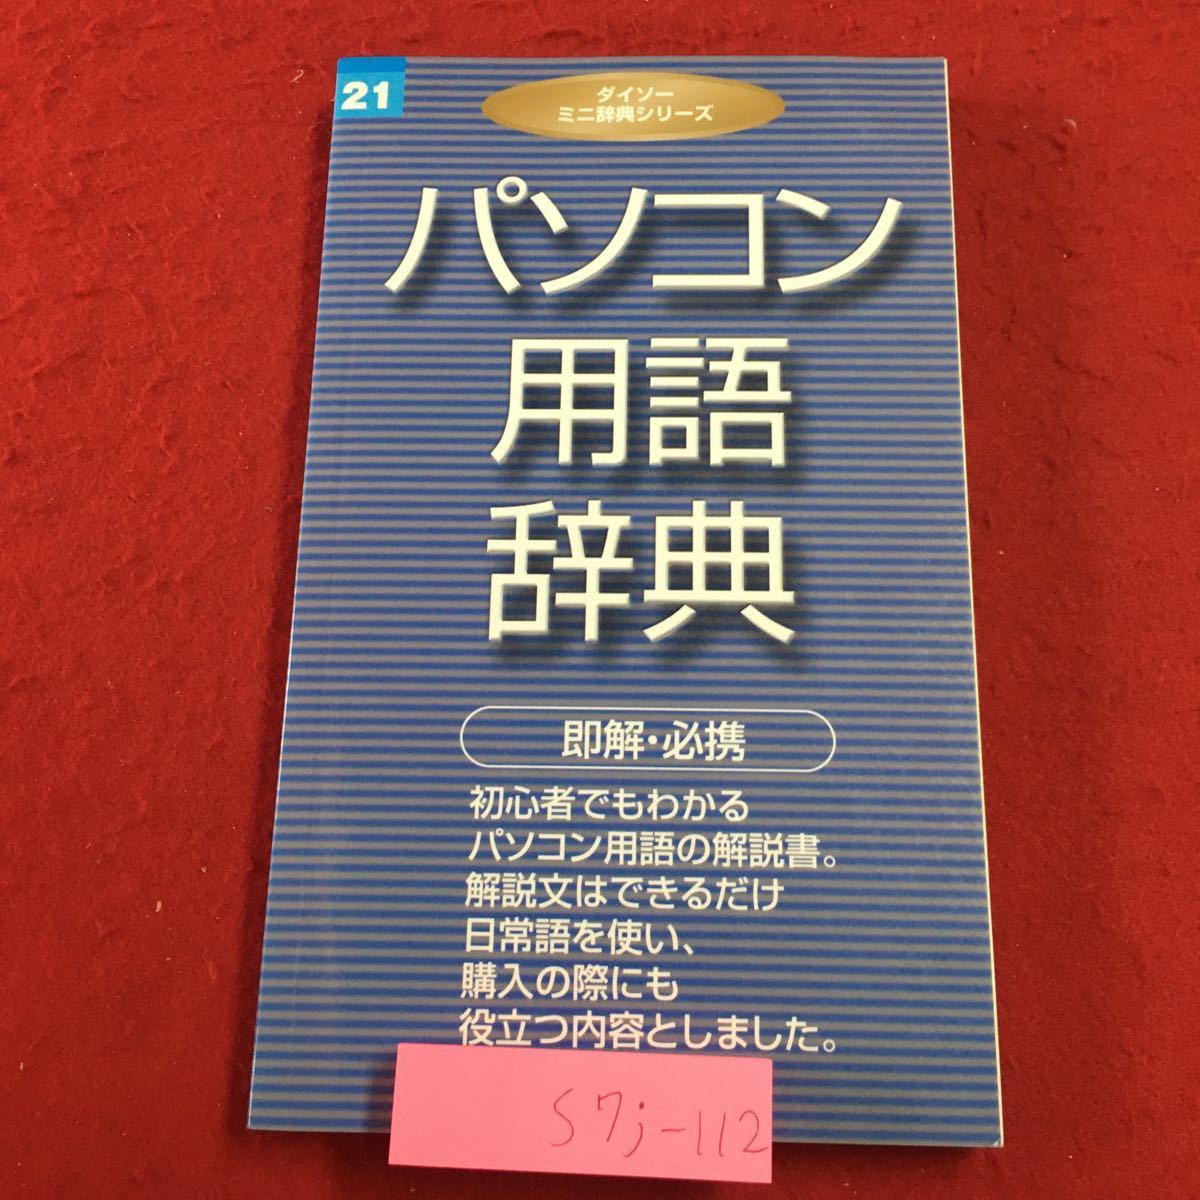 21
ダイソー
ミニ辞典シリーズ
パソコン
用語
辞典
即解・必携
初心者でもわかる
パソコン用語の解説書。
解説文はできるだけ
日常語を使い、
購入の際にも
役立つ内容としました。
S7j-112